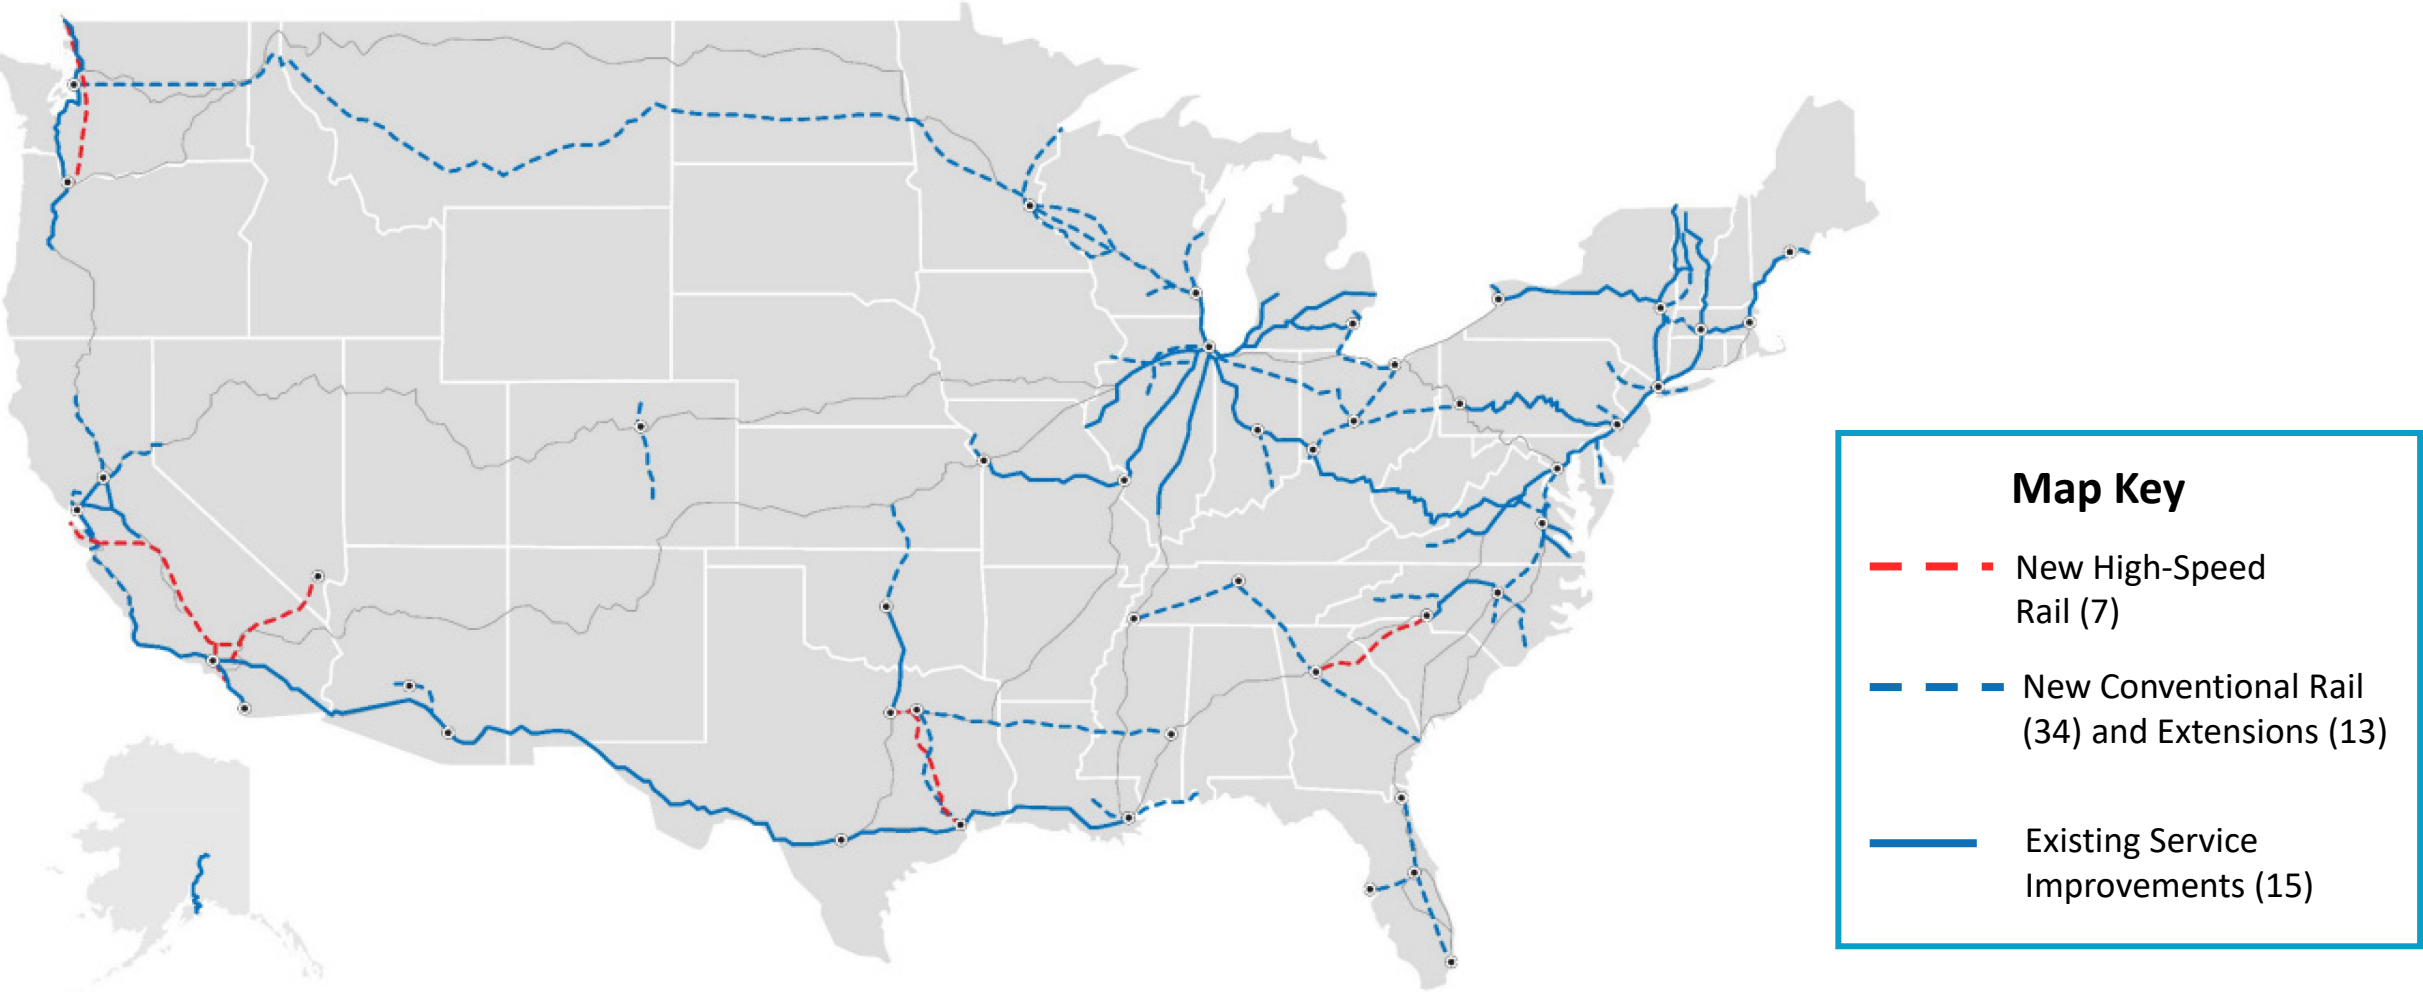 Map Key
New High-Speed
Rail (7)
New Conventional Rail
(34) and Extensions (13)
Existing Service
Improvements (15)